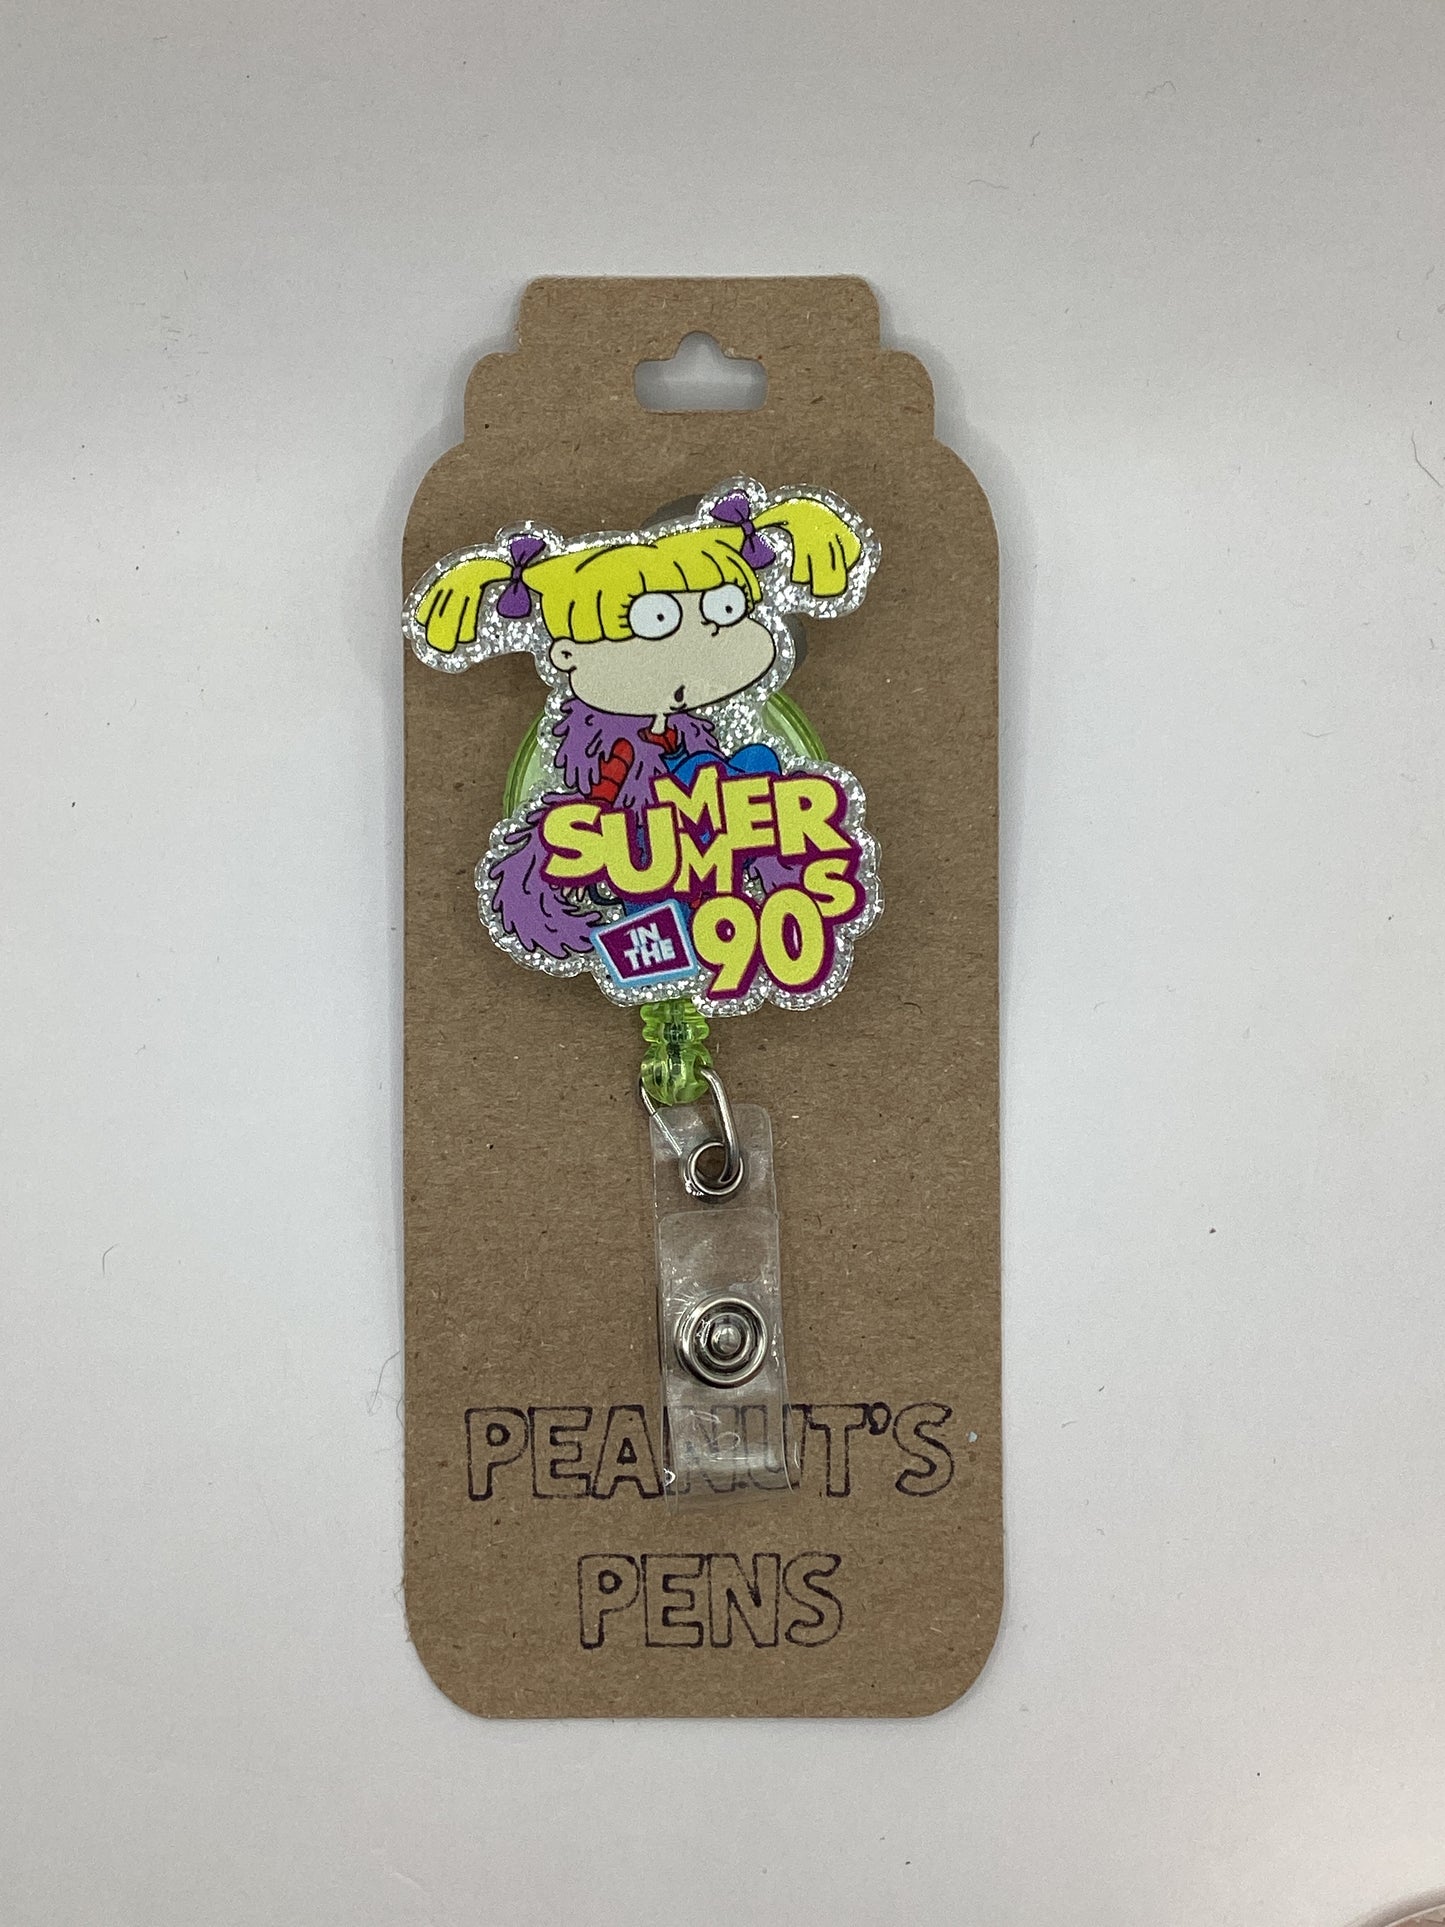 SUMMER
IN THE 90s
PEANUT'S
PENS